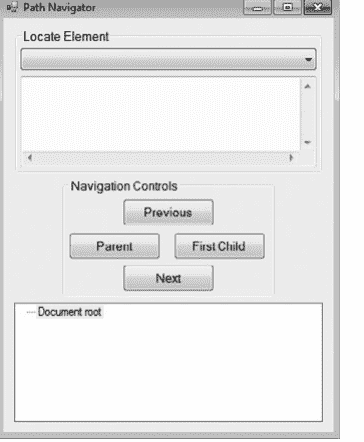 Path Navigator
Locate Element
Navigation Controls
Previous
Parent First Child
Next
Document root